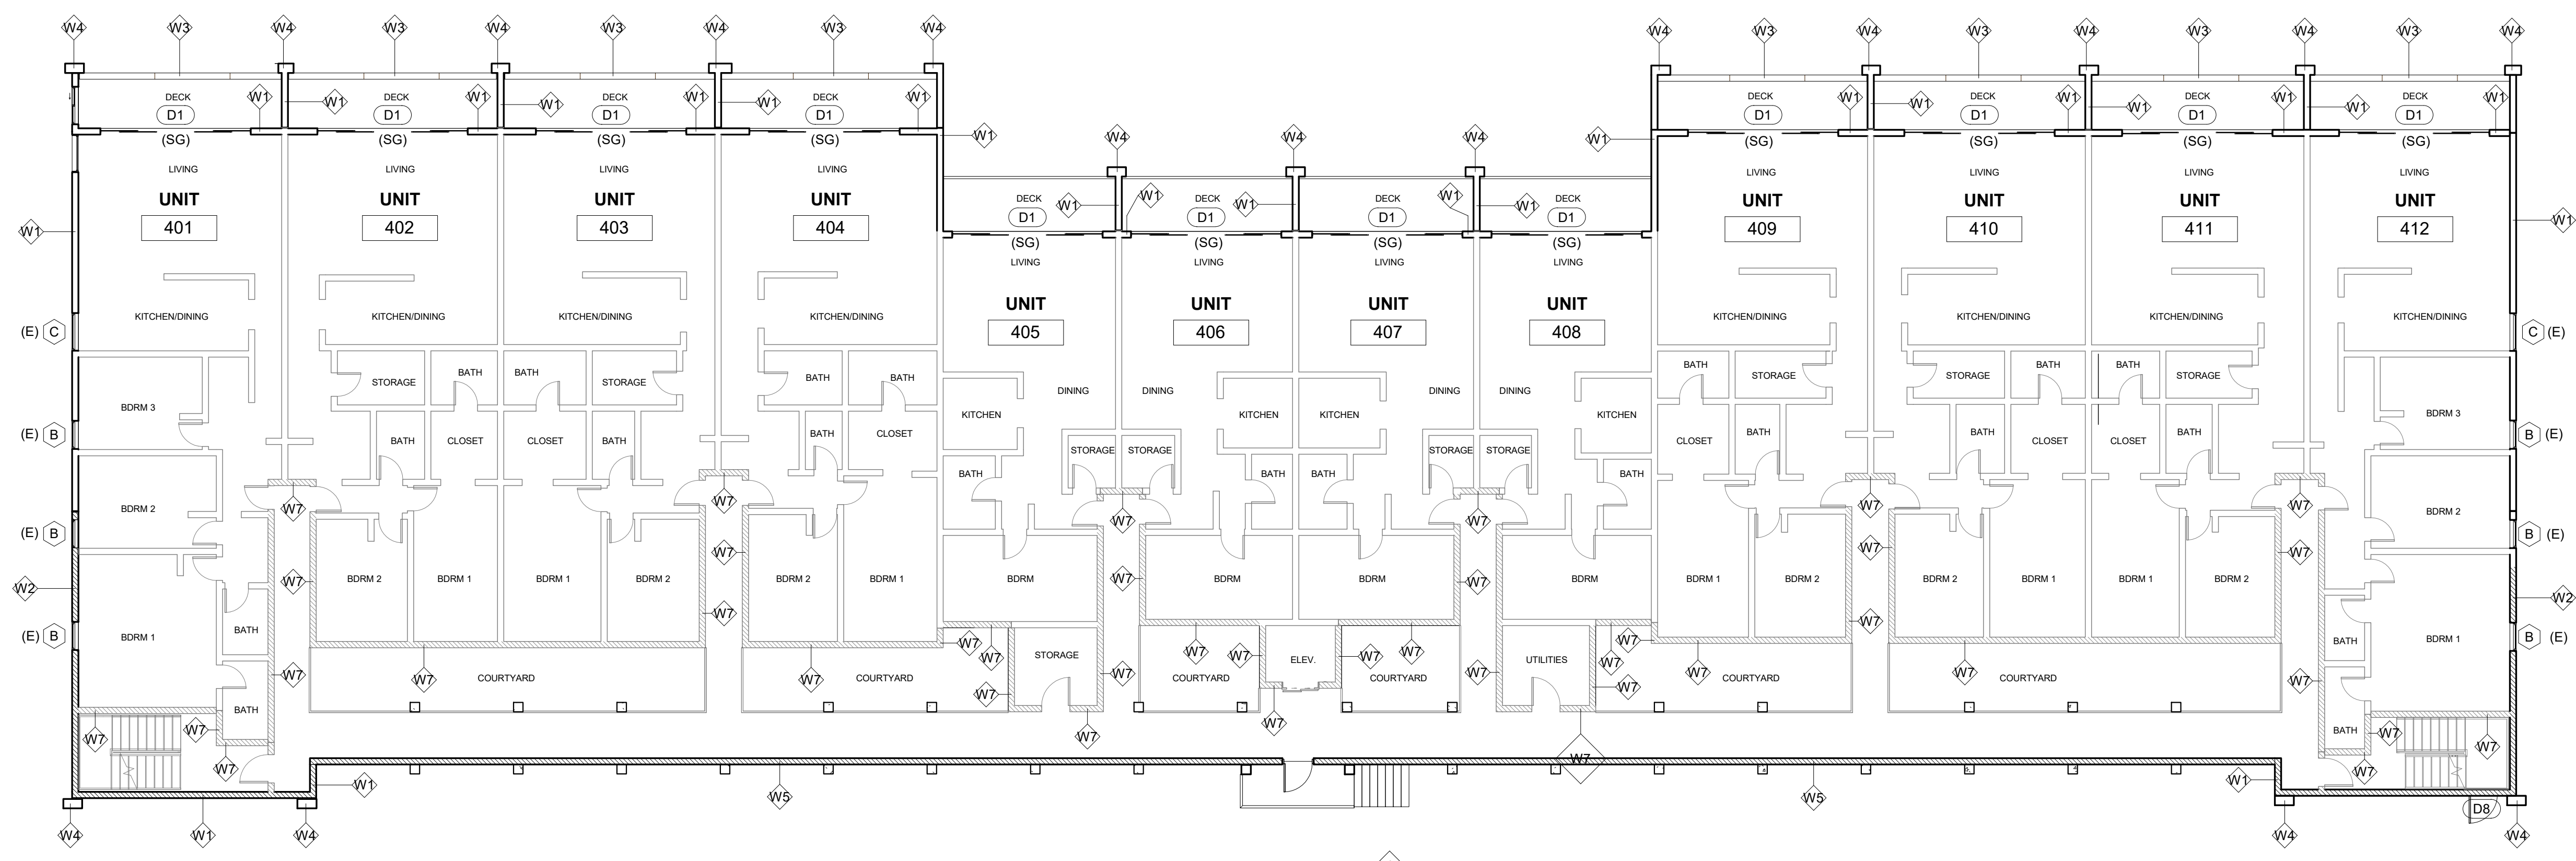 W4 W3 W4 W3 W4 W3 W4 W3 W4 W4 W3 W4 W3 W4 W3 W4 W3 W4
DECK W1 DECK W1 DECK W1 DECK W1 DECK W1 DECK W1 DECK W1 DECK W1
D1 W1 D1 W1 D1 W1 D1 D1 W1 D1 W1 D1 W1 D1
(SG) (SG) (SG) (SG) W1 W4 W4 W4 W1 (SG) (SG) (SG) (SG)
LIVING LIVING LIVING LIVING LIVING LIVING LIVING LIVING
UNIT UNIT UNIT UNIT DECK W1 DECK W1 DECK W1 DECK W1 UNIT UNIT UNIT UNIT
401 402 403 404 D1 W1 D1 D1 D1 409 410 411 412
W1 W1
(SG) (SG) (SG) (SG)
LIVING LIVING LIVING LIVING
UNIT UNIT UNIT UNIT
405 406 407 408
KITCHEN/DINING KITCHEN/DINING KITCHEN/DINING KITCHEN/DINING KITCHEN/DINING KITCHEN/DINING KITCHEN/DINING KITCHEN/DINING
(E) C C (E)
BATH BATH BATH BATH BATH BATH BATH
STORAGE STORAGE STORAGE STORAGE STORAGE
DINING DINING DINING DINING
BDRM 3 BDRM 3
KITCHEN KITCHEN KITCHEN KITCHEN
(E) B B (E)
BATH CLOSET CLOSET BATH BATH CLOSET CLOSET BATH BATH CLOSET CLOSET BATH
STORAGE STORAGE STORAGE STORAGE
BATH BATH BATH BATH
BDRM 2 W7 W7 W7 W7 W7 W7 BDRM 2
(E) B B (E)
W7 W7 W7
W2 W7 BDRM 2 BDRM 1 BDRM 1 BDRM 2 BDRM 2 BDRM 1 BDRM BDRM BDRM BDRM BDRM 1 BDRM 2 BDRM 2 BDRM 1 BDRM 1 BDRM 2 W2
W7 W7
W7 W7
(E) B BDRM 1 BATH BATH BDRM 1 B (E)
W7 W7 W7 W7 W7 W7
STORAGE W7 ELEV. W7 UTILITIES W7
W7 W7 COURTYARD W7 COURTYARD W7 W7 COURTYARD COURTYARD W7 W7 W7 COURTYARD W7 COURTYARD W7
BATH W7 BATH
W7 W7 W7 W7 W7 W7 W7
W7 W7 W7
W1 W5 W5 W1
W4 W1 W4 W4 D8 W4